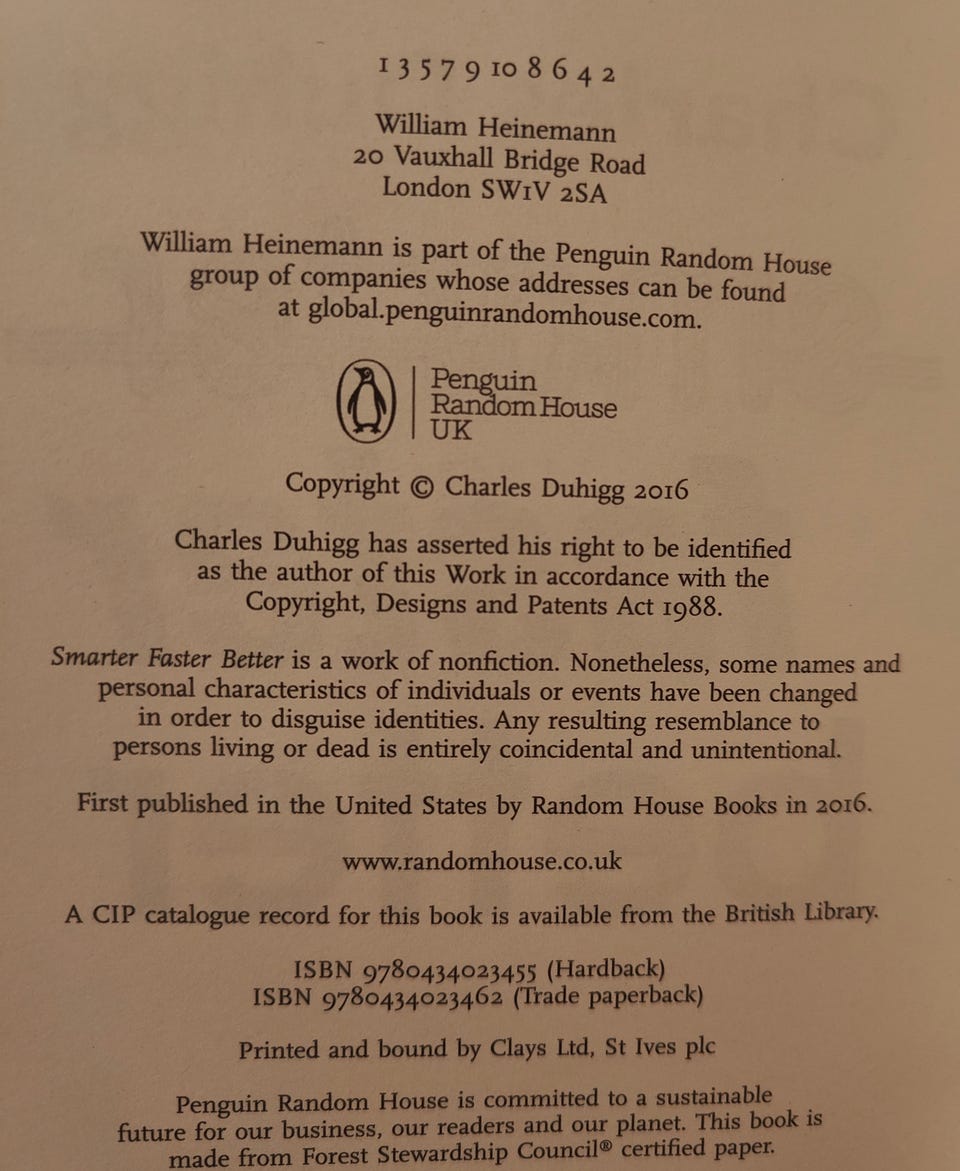 1 3 5 7 9 10 8 6 4 2
William Heinemann
20 Vauxhall Bridge Road
London SW1V 2SA
William Heinemann is part of the Penguin Random House
group of companies whose addresses can be found
at global.penguinrandomhouse.com.
Penguin
Random House
UK
Copyright © Charles Duhigg 2016
Charles Duhigg has asserted his right to be identified
as the author of this Work in accordance with the
Copyright, Designs and Patents Act 1988.
Smarter Faster Better is a work of nonfiction. Nonetheless, some names and
personal characteristics of individuals or events have been changed
in order to disguise identities. Any resulting resemblance to
persons living or dead is entirely coincidental and unintentional.
First published in the United States by Random House Books in 2016.
www.randomhouse.co.uk
A CIP catalogue record for this book is available from the British Library.
ISBN 9780434023455 (Hardback)
ISBN 9780434023462 (Trade paperback)
Printed and bound by Clays Ltd, St Ives plc
Penguin Random House is committed to a sustainable
future for our business, our readers and our planet. This book is
made from Forest Stewardship Council® certified paper.